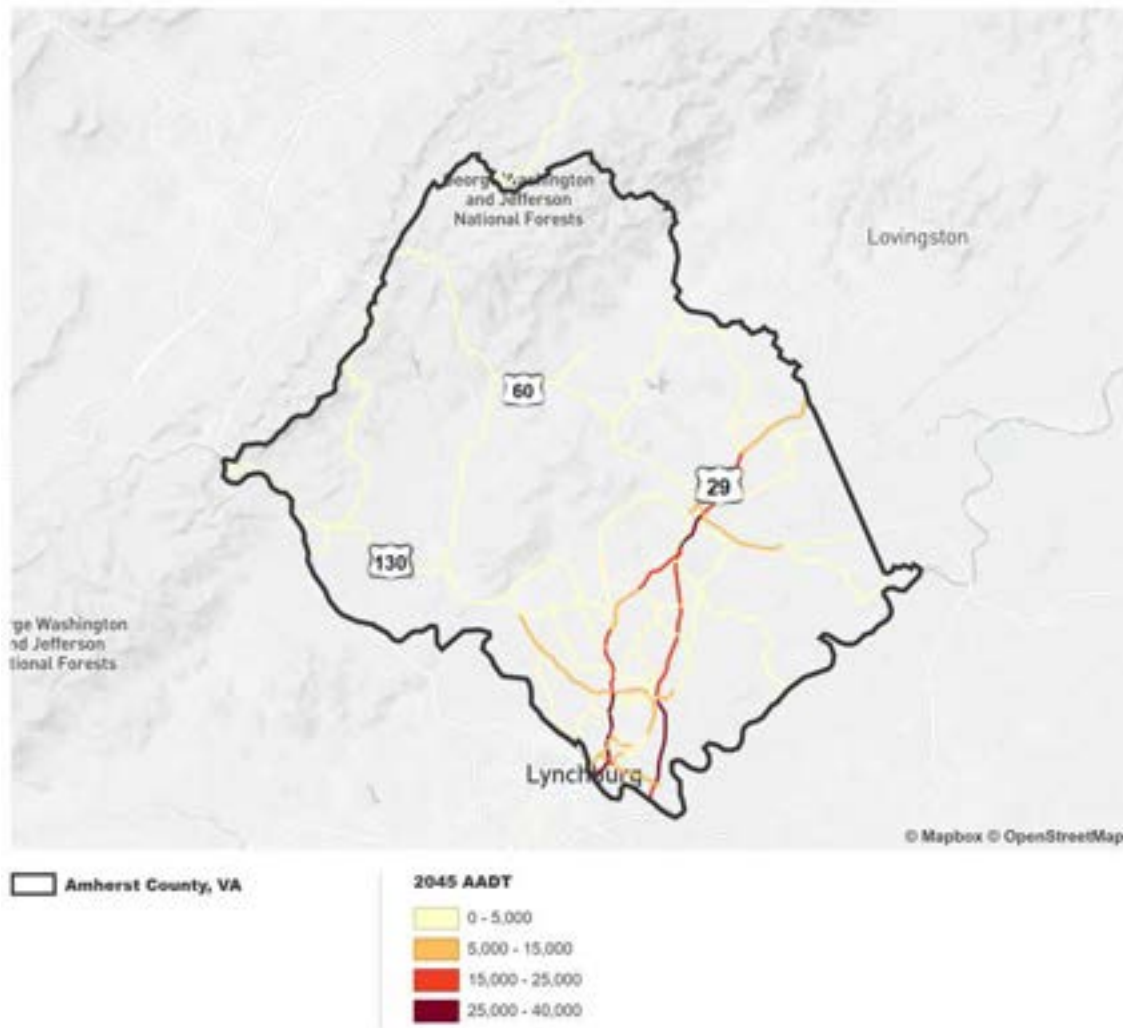 George Washington
and Jefferson
National Forests
Lovingston
60
29
130
rge Washington
nd Jefferson
tional Forests
Lynchburg
© Mapbox © OpenStreetMap
Amherst County, VA
2045 AADT
0 - 5,000
5,000 - 15,000
15,000 - 25,000
25,000 - 40,000